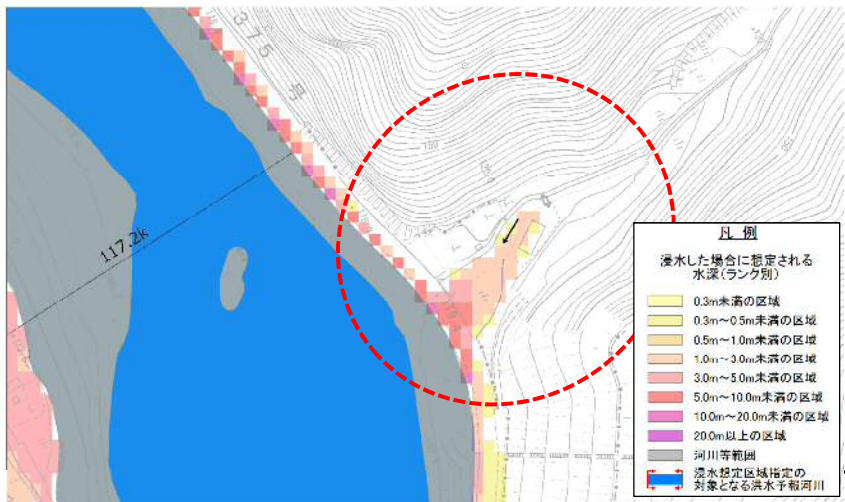 375
号
117.2k
凡 例
浸水した場合に想定される
水深(ランク別)
0.3m未満の区域
0.3m～0.5m未満の区域
0.5m～1.0m未満の区域
1.0m～3.0m未満の区域
3.0m～5.0m未満の区域
5.0m～10.0m未満の区域
10.0m～20.0m未満の区域
20.0m以上の区域
河川等範囲
浸水想定区域指定の
対象となる洪水予報河川